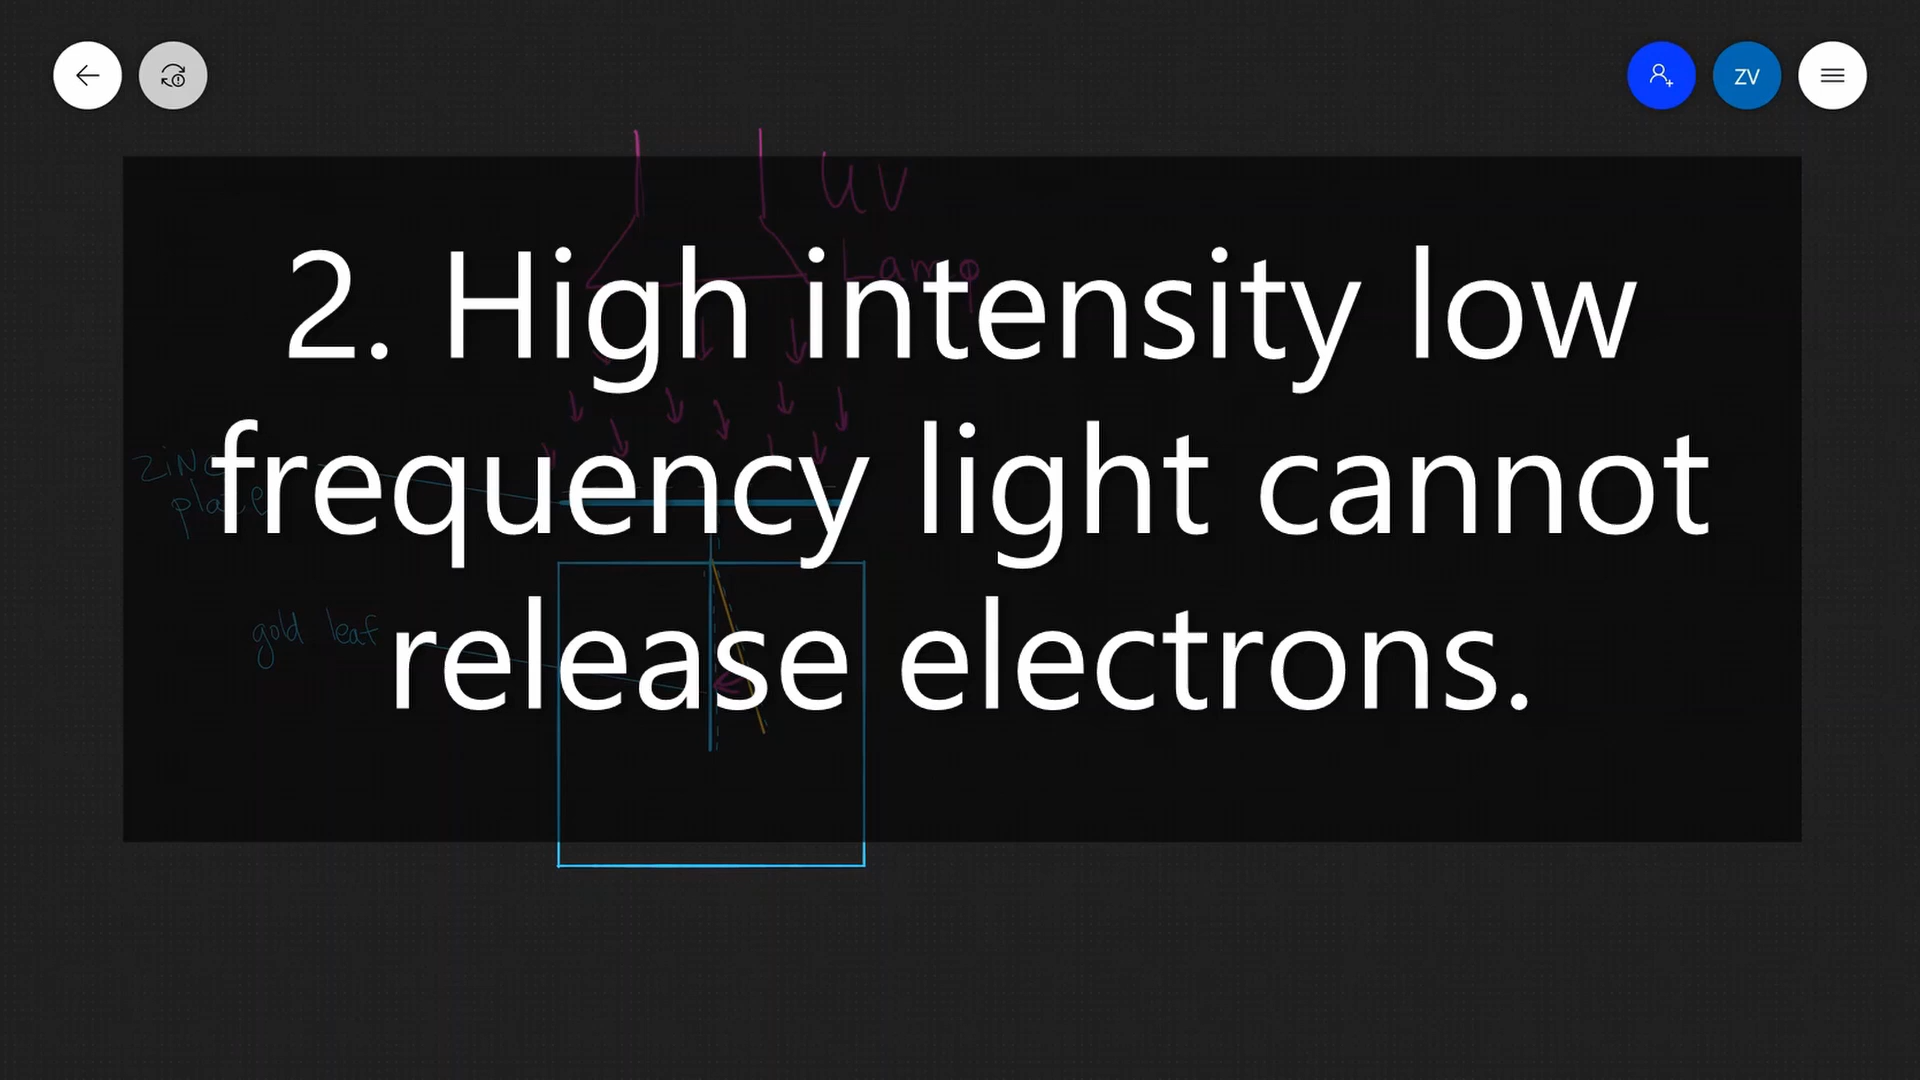 ZV
UV
Lamp
2. High intensity low
frequency light cannot
release electrons.
zinc
plate
gold leaf